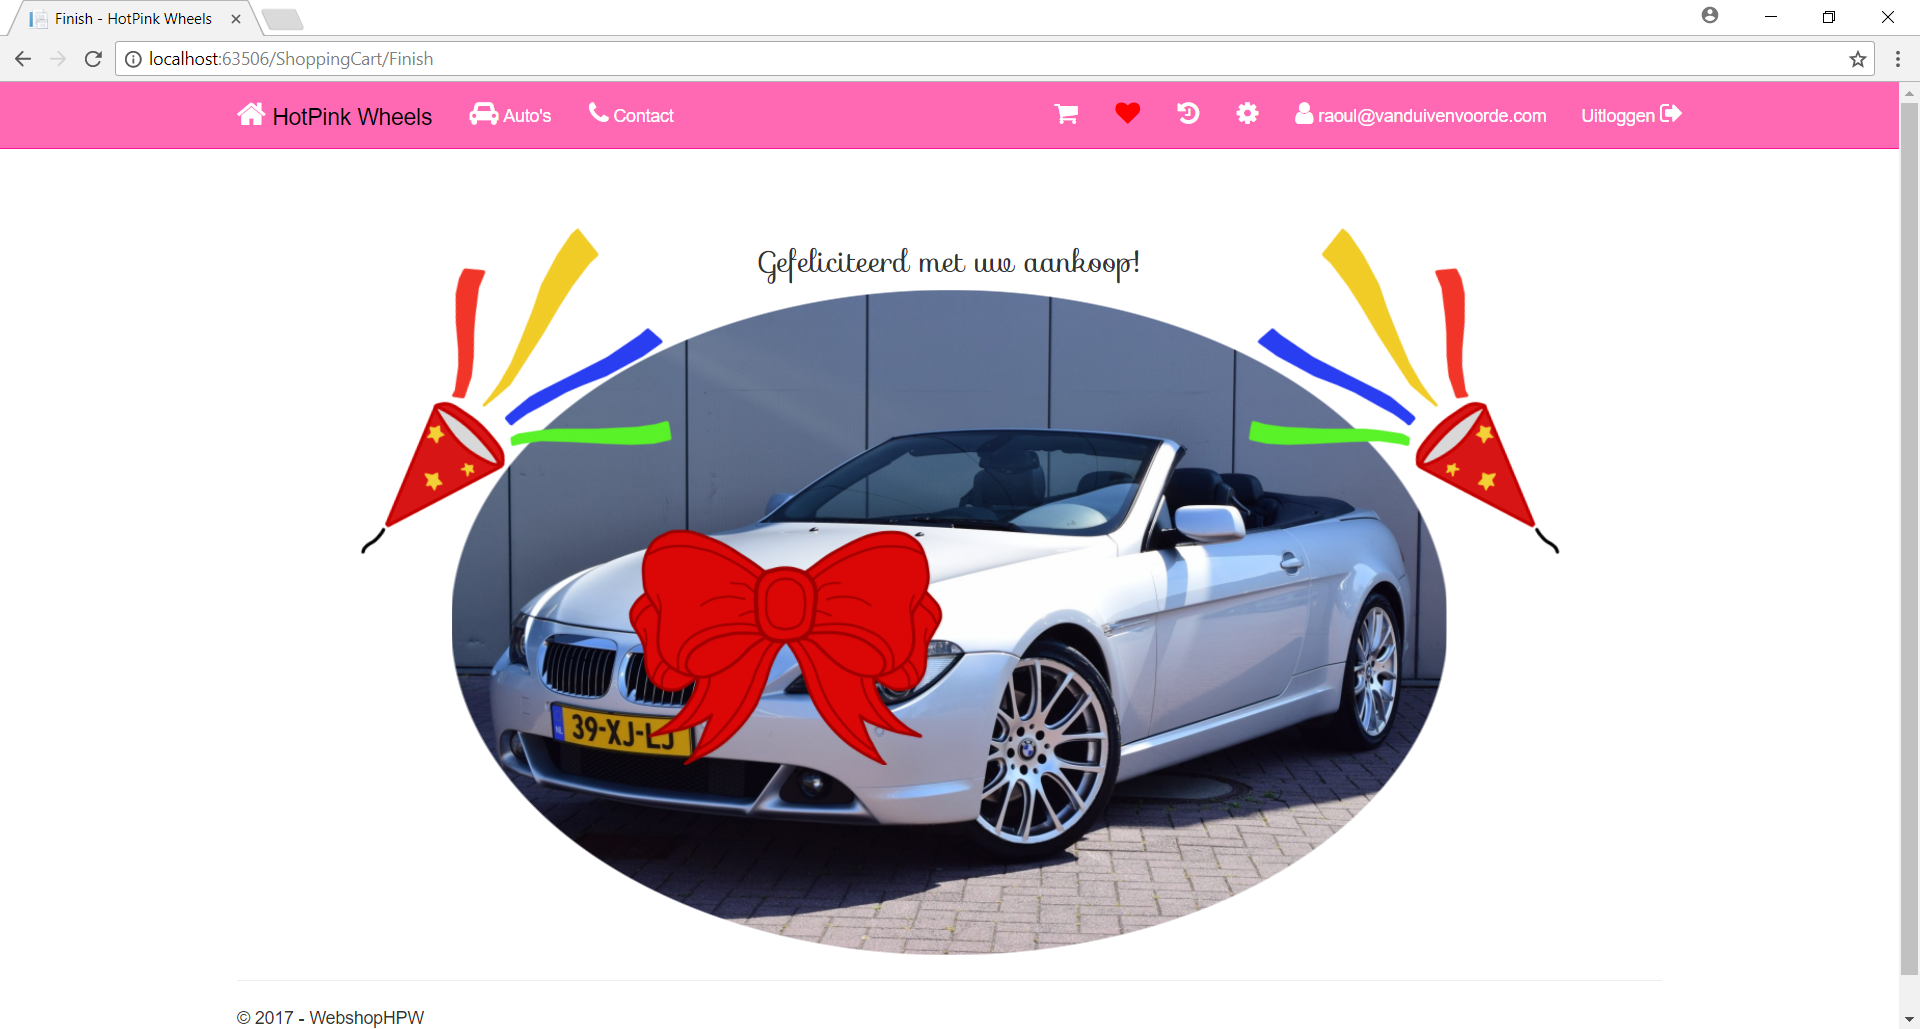 Finish - HotPink Wheels
localhost:63506/ShoppingCart/Finish
HotPink Wheels Auto's Contact raoul@vanduivenvoorde.com Uitloggen
Gefeliciteerd met uw aankoop!
NL 39-XJ-LJ
© 2017 - WebshopHPW